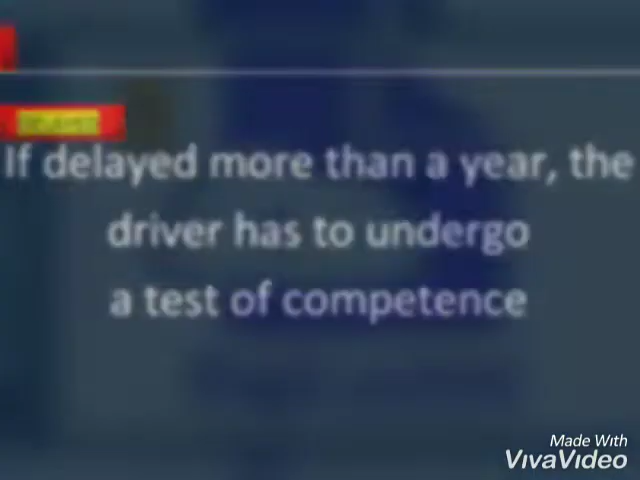 If delayed more than a year, the
driver has to undergo
a test of competence
Made With
VivaVideo